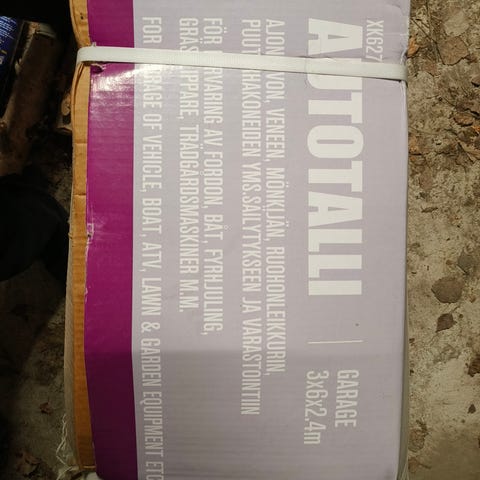 XK627
AUTOTALLI
GARAGE
3x6x2.4m
AJONEUVON, VENEEN, MÖNKIJÄN, RUOHONLEIKKURIN,
PUUTARHAKONEIDEN YMS.SÄILYTYKSEEN JA VARASTOINTIIN
FÖR FÖRVARING AV FORDON, BÅT, FYRHJULING,
GRÄSKLIPPARE, TRÄDGÅRDSMASKINER M.M.
FOR STORAGE OF VEHICLE, BOAT, ATV, LAWN & GARDEN EQUIPMENT ETC